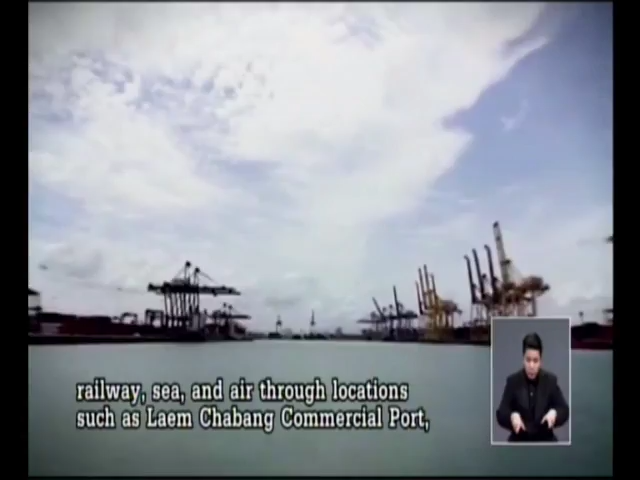 railway, sea, and air through locations
such as Laem Chabang Commercial Port,